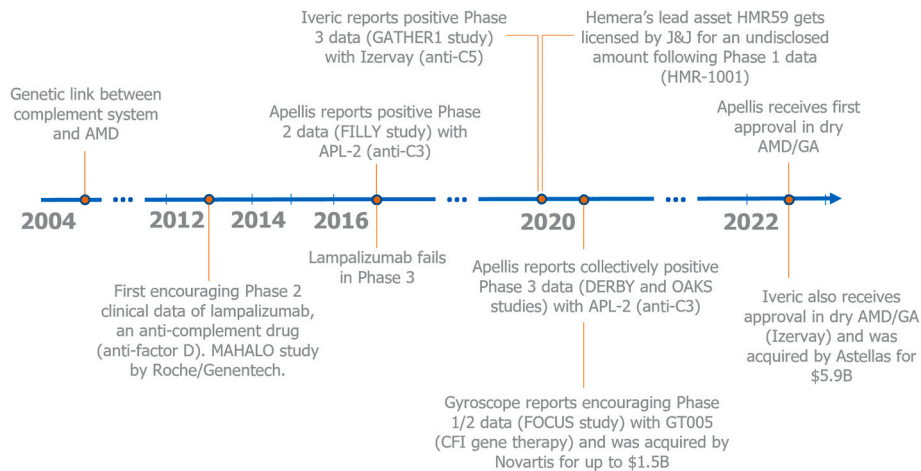 Iveric reports positive Phase
3 data (GATHER1 study)
with Izervay (anti-C5)
Hemera's lead asset HMR59 gets
licensed by J&J for an undisclosed
amount following Phase 1 data
(HMR-1001)
Genetic link between
complement system
and AMD
Apellis reports positive Phase
2 data (FILLY study) with
APL-2 (anti-C3)
Apellis receives first
approval in dry
AMD/GA
2004
2012
2014
2016
2020
2022
First encouraging Phase 2
clinical data of lampalizumab,
an anti-complement drug
(anti-factor D). MAHALO study
by Roche/Genentech.
Lampalizumab fails
in Phase 3
Apellis reports collectively positive
Phase 3 data (DERBY and OAKS
studies) with APL-2 (anti-C3)
Iveric also receives
approval in dry AMD/GA
(Izervay) and was
acquired by Astellas for
$5.9B
Gyroscope reports encouraging Phase
1/2 data (FOCUS study) with GT005
(CFI gene therapy) and was acquired by
Novartis for up to $1.5B